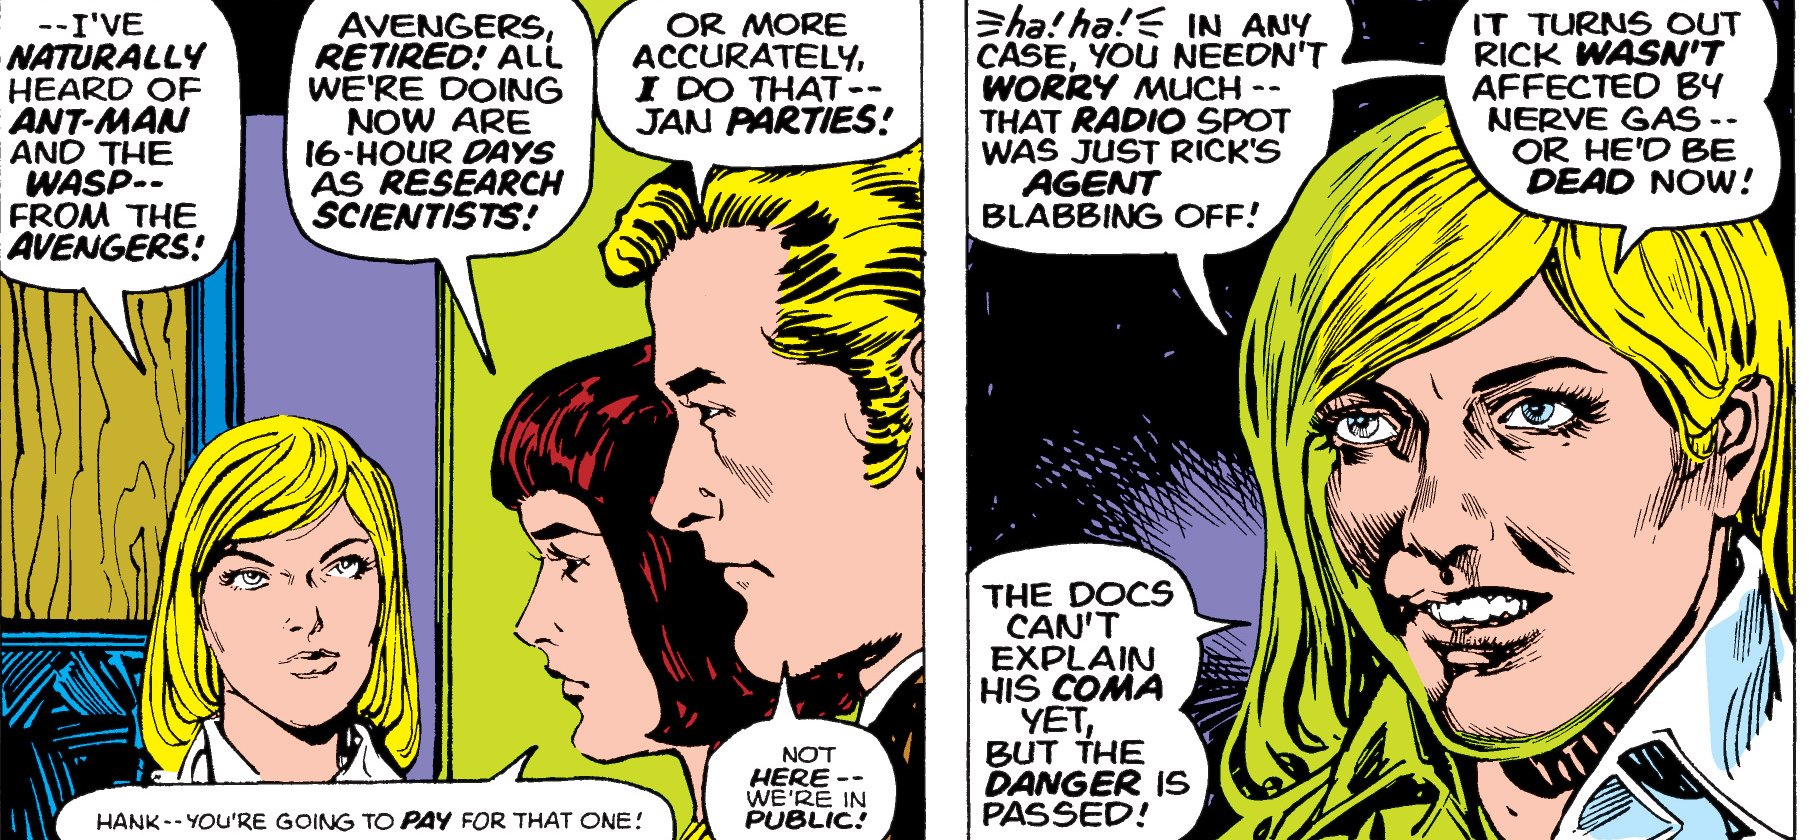 --I'VE
NATURALLY
HEARD OF
ANT-MAN
AND THE
WASP--
FROM THE
AVENGERS!
AVENGERS,
RETIRED! ALL
WE'RE DOING
NOW ARE
16-HOUR DAYS
AS RESEARCH
SCIENTISTS!
OR MORE
ACCURATELY,
I DO THAT--
JAN PARTIES!
HANK--YOU'RE GOING TO PAY FOR THAT ONE!
NOT
HERE--
WE'RE IN
PUBLIC!
ha! ha! IN ANY
CASE, YOU NEEDN'T
WORRY MUCH--
THAT RADIO SPOT
WAS JUST RICK'S
AGENT
BLABBING OFF!
IT TURNS OUT
RICK WASN'T
AFFECTED BY
NERVE GAS--
OR HE'D BE
DEAD NOW!
THE DOCS
CAN'T
EXPLAIN
HIS COMA
YET,
BUT THE
DANGER IS
PASSED!